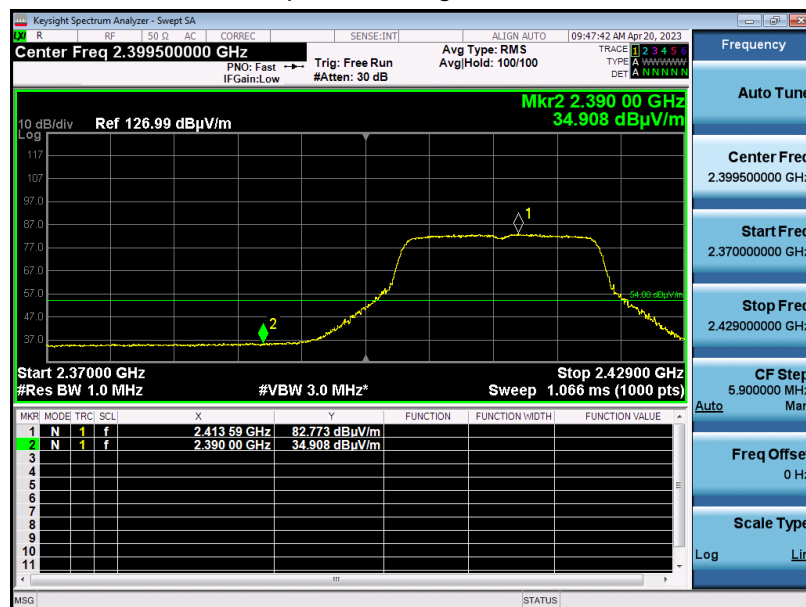 Keysight Spectrum Analyzer - Swept SA
LXI R RF 50 Ω AC CORREC SENSE:INT ALIGN AUTO 09:47:42 AM Apr 20, 2023
Center Freq 2.399500000 GHz
PNO: Fast
IFGain:Low
Trig: Free Run
#Atten: 30 dB
Avg Type: RMS
Avg|Hold: 100/100
TRACE 1 2 3 4 5 6
TYPE A WWWWW
DET A N N N N N
Mkr2 2.390 00 GHz
34.908 dBµV/m
10 dB/div Ref 126.99 dBµV/m
Log
117
107
97.0
87.0
77.0
67.0
57.0
47.0
37.0
1
2
54.00 dBµV/m
Start 2.37000 GHz Stop 2.42900 GHz
#Res BW 1.0 MHz #VBW 3.0 MHz* Sweep 1.066 ms (1000 pts)
MKR MODE TRC SCL X Y FUNCTION FUNCTION WIDTH FUNCTION VALUE
1 N 1 f 2.413 59 GHz 82.773 dBµV/m
2 N 1 f 2.390 00 GHz 34.908 dBµV/m
3
4
5
6
7
8
9
10
11
MSG STATUS
Frequency
Auto Tune
Center Freq
2.399500000 GHz
Start Freq
2.370000000 GHz
Stop Freq
2.429000000 GHz
CF Step
5.900000 MHz
Auto Man
Freq Offset
0 Hz
Scale Type
Log Lin